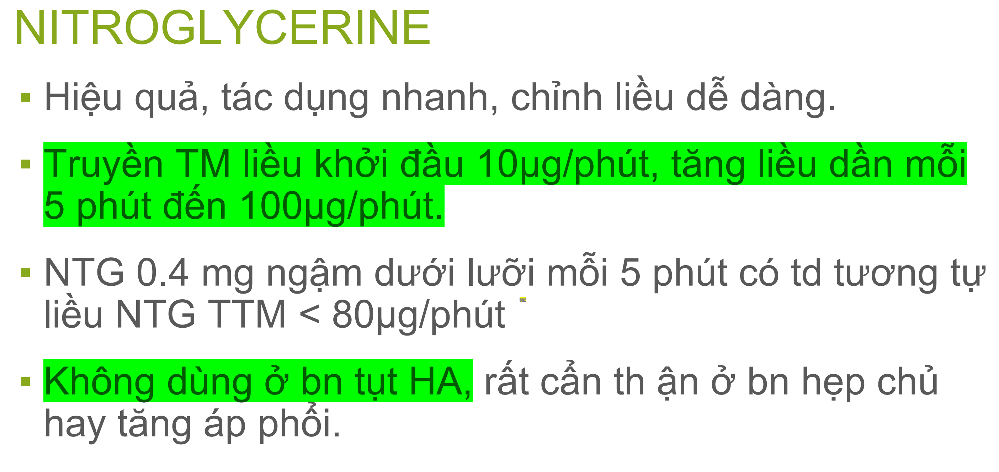 NITROGLYCERINE
▪ Hiệu quả, tác dụng nhanh, chỉnh liều dễ dàng.
▪ Truyền TM liều khởi đầu 10µg/phút, tăng liều dần mỗi
5 phút đến 100µg/phút.
▪ NTG 0.4 mg ngậm dưới lưỡi mỗi 5 phút có td tương tự
liều NTG TTM < 80µg/phút
▪ Không dùng ở bn tụt HA, rất cẩn th ận ở bn hẹp chủ
hay tăng áp phổi.